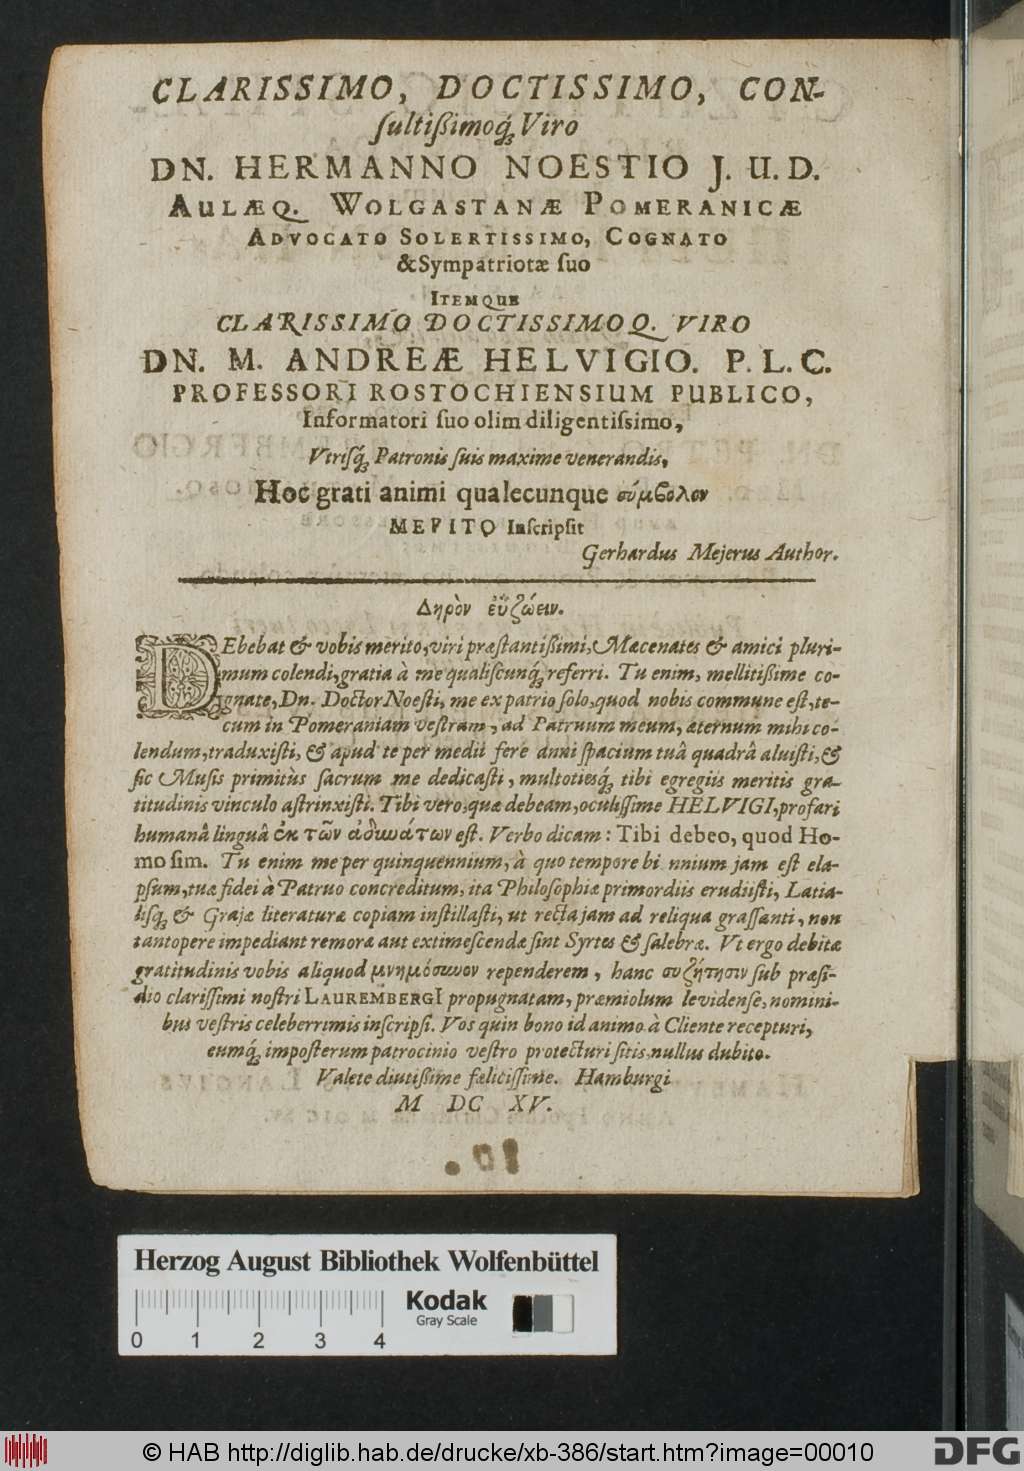 CLARISSIMO, DOCTISSIMO, CON-
sultißimoq́ꝫ Viro
DN. HERMANNO NOESTIO J. U. D.
AULÆQ. WOLGASTANÆ POMERANICÆ
ADVOCATO SOLERTISSIMO, COGNATO
& Sympatriotæ suo
ITEMQUE
CLARISSIMO DOCTISSIMOQ. VIRO
DN. M. ANDREÆ HELVIGIO. P. L. C.
PROFESSORI ROSTOCHIENSIUM PUBLICO,
Informatori suo olim diligentissimo,
Vtrisq́ꝫ Patronis suis maxime venerandis,
Hoc grati animi qualecunque σύμβολον
MERITO Inscripsit
Gerhardus Mejerus Author.
Δηρὸν εὖζώειν.
DEbebat & vobis merito, viri præstantißimi, Mæcenates & amici pluri-
mum colendi, gratia à me qualiscunq́ꝫ referri. Tu enim, mellitißime co-
gnate, Dn. Doctor Noesti, me ex patrio solo, quod nobis commune est, te-
cum in Pomeraniam vestram, ad Patruum meum, æternum mihi co-
lendum, traduxisti, & apud te per medii fere anni spacium tuâ quadrâ aluisti, &
sic Musis primitùs sacrum me dedicasti, multotiesq́ꝫ tibi egregiis meritis gra-
titudinis vinculo astrinxisti. Tibi vero, quæ debeam, oculissime HELVIGI, profari
humanâ linguâ ἐκ τῶν ἀδυνάτων est. Verbo dicam: Tibi debeo, quod Ho-
mo sim. Tu enim me per quinquennium, à quo tempore bi nnium jam est ela-
psum, tuæ fidei à Patruo concreditum, ita Philosophiæ primordiis erudiisti, Latia-
lisq́ꝫ & Grajæ literaturæ copiam instillasti, ut recta jam ad reliqua grassanti, non
tantopere impediant remoræ aut extimescendæ sint Syrtes & salebræ. Vt ergo debitæ
gratitudinis vobis aliquod μνημόσυνον rependerem, hanc συζήτησιν sub præsi-
dio clarissimi nostri LAUREMBERGI propugnatam, præmiolum levidense, nomini-
bus vestris celeberrimis inscripsi. Vos quin bono id animo à Cliente recepturi,
eumq́ꝫ imposterum patrocinio vestro protecturi sitis, nullus dubito.
Valete diutißime fælicissime. Hamburgi
M DC XV.
Herzog August Bibliothek Wolfenbüttel
Kodak
Gray Scale
0 1 2 3 4
© HAB http://diglib.hab.de/drucke/xb-386/start.htm?image=00010
DFG